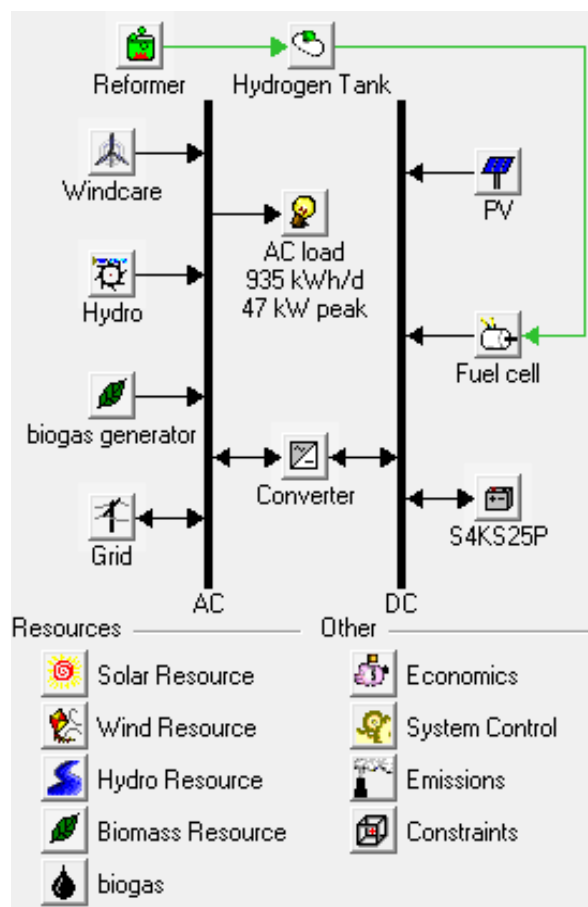 Reformer
Hydrogen Tank
Windcare
PV
AC load
935 kWh/d
47 kW peak
Hydro
Fuel cell
biogas generator
Converter
Grid
S4KS25P
AC
DC
Resources
Other
Solar Resource
Economics
Wind Resource
System Control
Hydro Resource
Emissions
Biomass Resource
Constraints
biogas